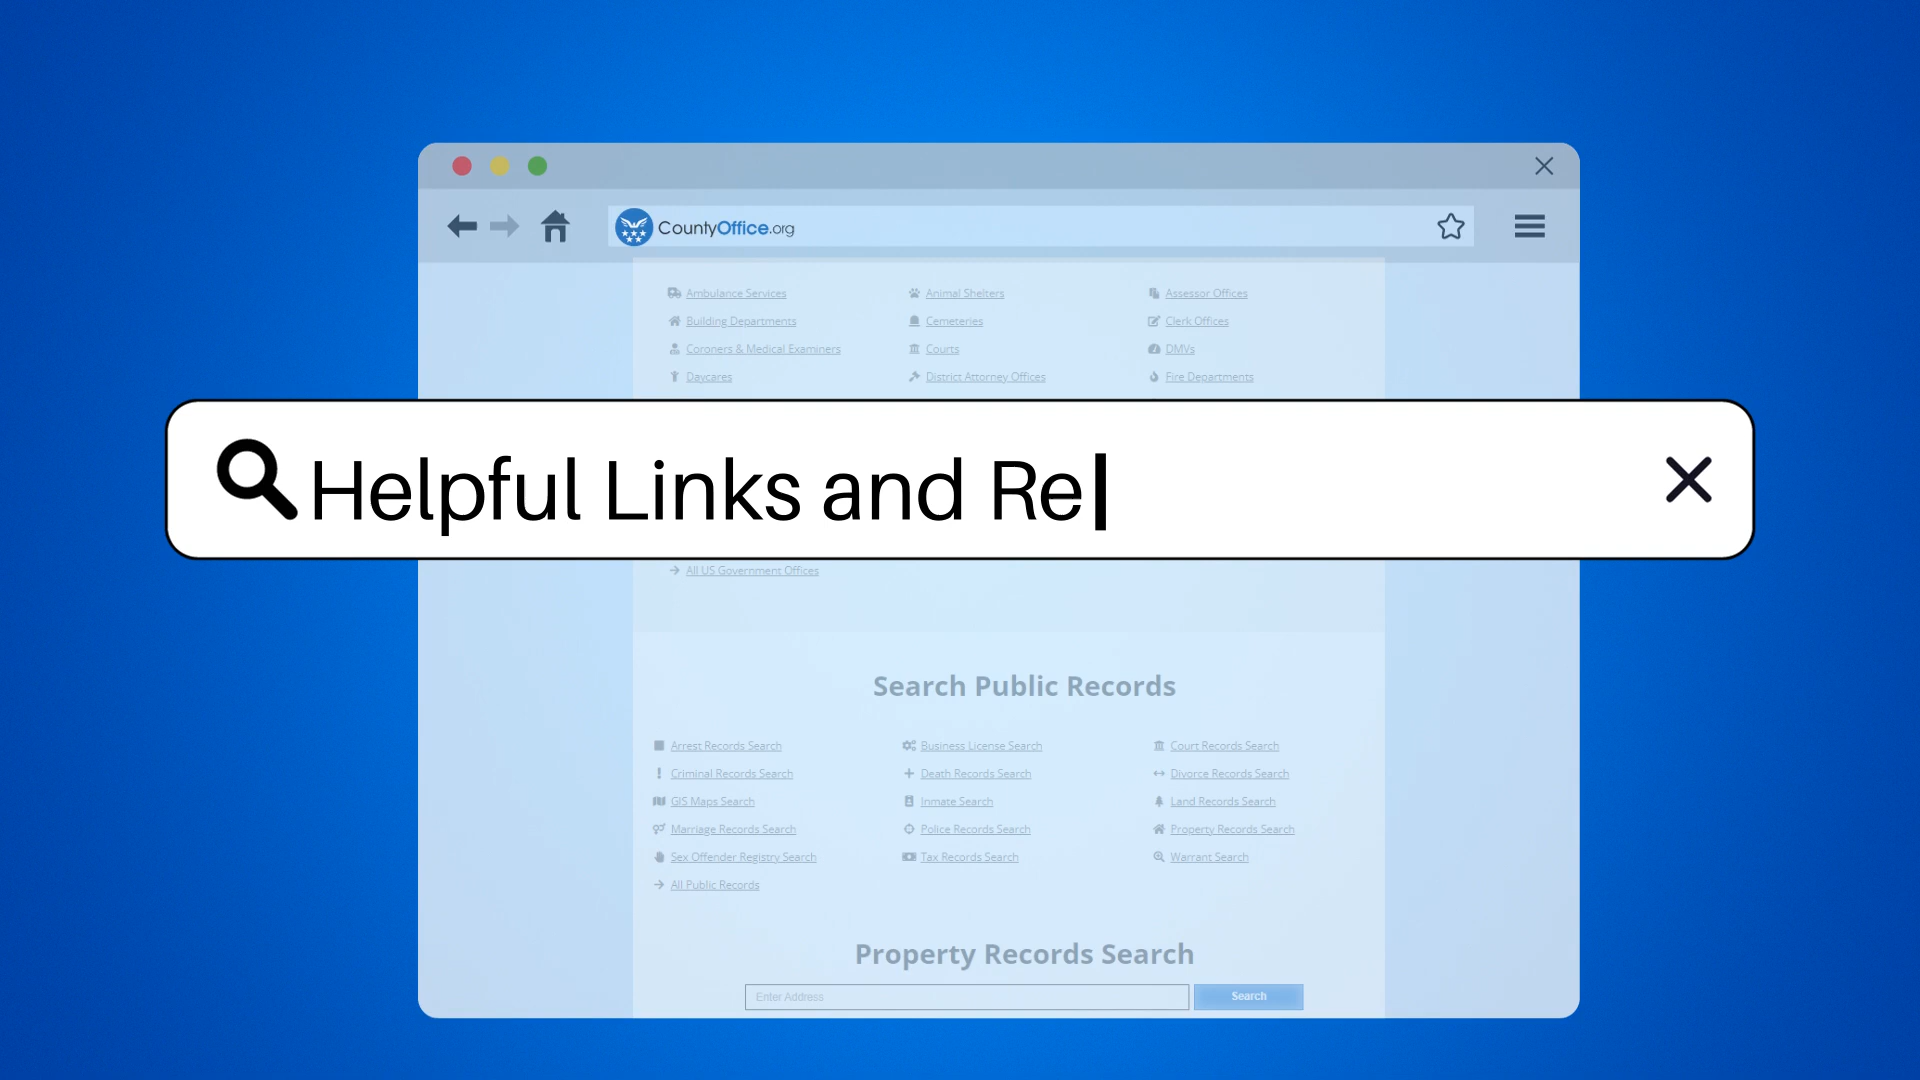 CountyOffice.org
Ambulance Services Animal Shelters Assessor Offices
Building Departments Cemeteries Clerk Offices
Coroners & Medical Examiners Courts DMVs
Daycares District Attorney Offices Fire Departments
Helpful Links and Re
All US Government Offices
Search Public Records
Arrest Records Search Business License Search Court Records Search
Criminal Records Search Death Records Search Divorce Records Search
GIS Maps Search Inmate Search Land Records Search
Marriage Records Search Police Records Search Property Records Search
Sex Offender Registry Search Tax Records Search Warrant Search
All Public Records
Property Records Search
Enter Address Search